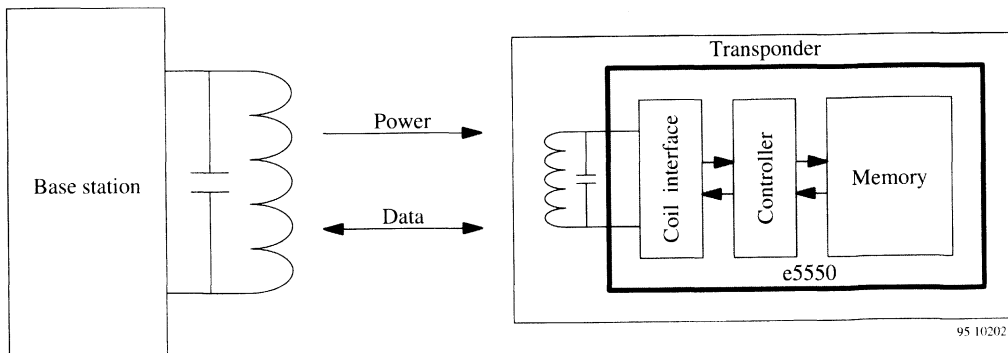 Transponder
Power
Base station
Data
Coil interface
Controller
Memory
e5550
95 10202